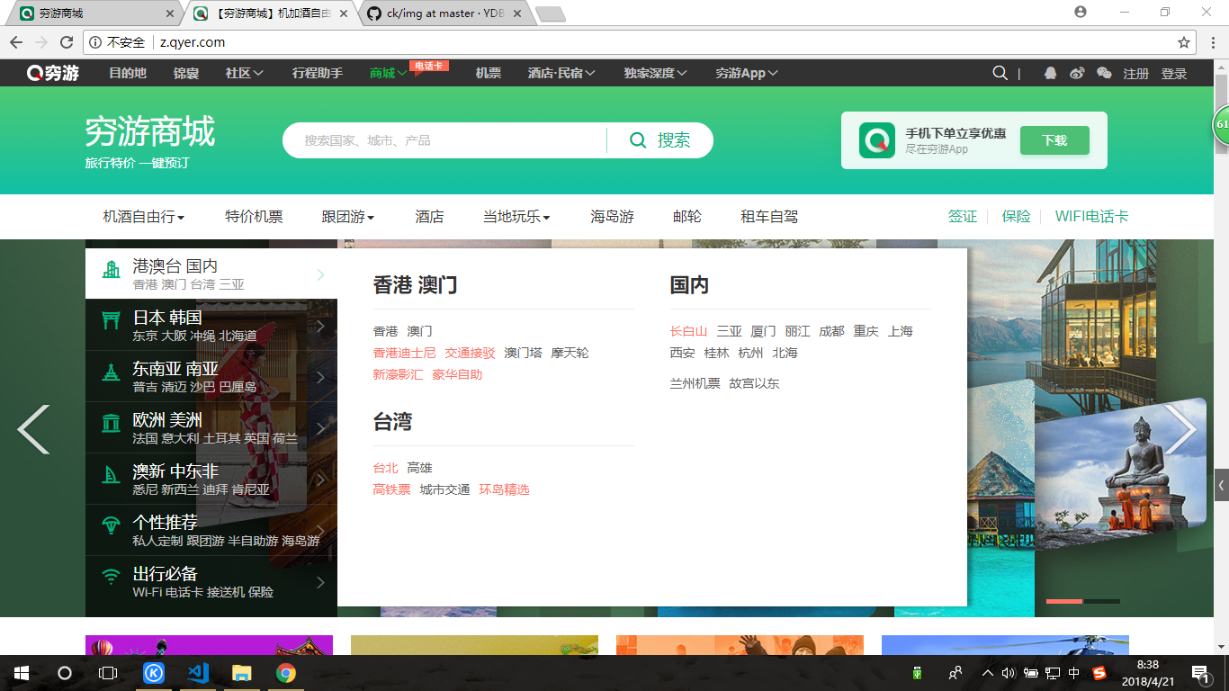 穷游商城
【穷游商城】机加酒自由
ck/img at master · YDB
不安全 z.qyer.com
穷游 目的地 锦囊 社区 行程助手 商城 电话卡 机票 酒店·民宿 独家深度 穷游App 注册 登录
穷游商城
旅行特价 一键预订
搜索国家、城市、产品 搜索
手机下单立享优惠
尽在穷游App
下载
机酒自由行 特价机票 跟团游 酒店 当地玩乐 海岛游 邮轮 租车自驾 签证 保险 WIFI电话卡
港澳台 国内
香港 澳门 台湾 三亚
日本 韩国
东京 大阪 冲绳 北海道
东南亚 南亚
普吉 清迈 沙巴 巴厘岛
欧洲 美洲
法国 意大利 土耳其 英国 荷兰
澳新 中东非
悉尼 新西兰 迪拜 肯尼亚
个性推荐
私人定制 跟团游 半自助游 海岛游
出行必备
Wi-Fi 电话卡 接送机 保险
香港 澳门
香港 澳门
香港迪士尼 交通接驳 澳门塔 摩天轮
新濠影汇 豪华自助
台湾
台北 高雄
高铁票 城市交通 环岛精选
国内
长白山 三亚 厦门 丽江 成都 重庆 上海
西安 桂林 杭州 北海
兰州机票 故宫以东
61
中
8:38
2018/4/21
1